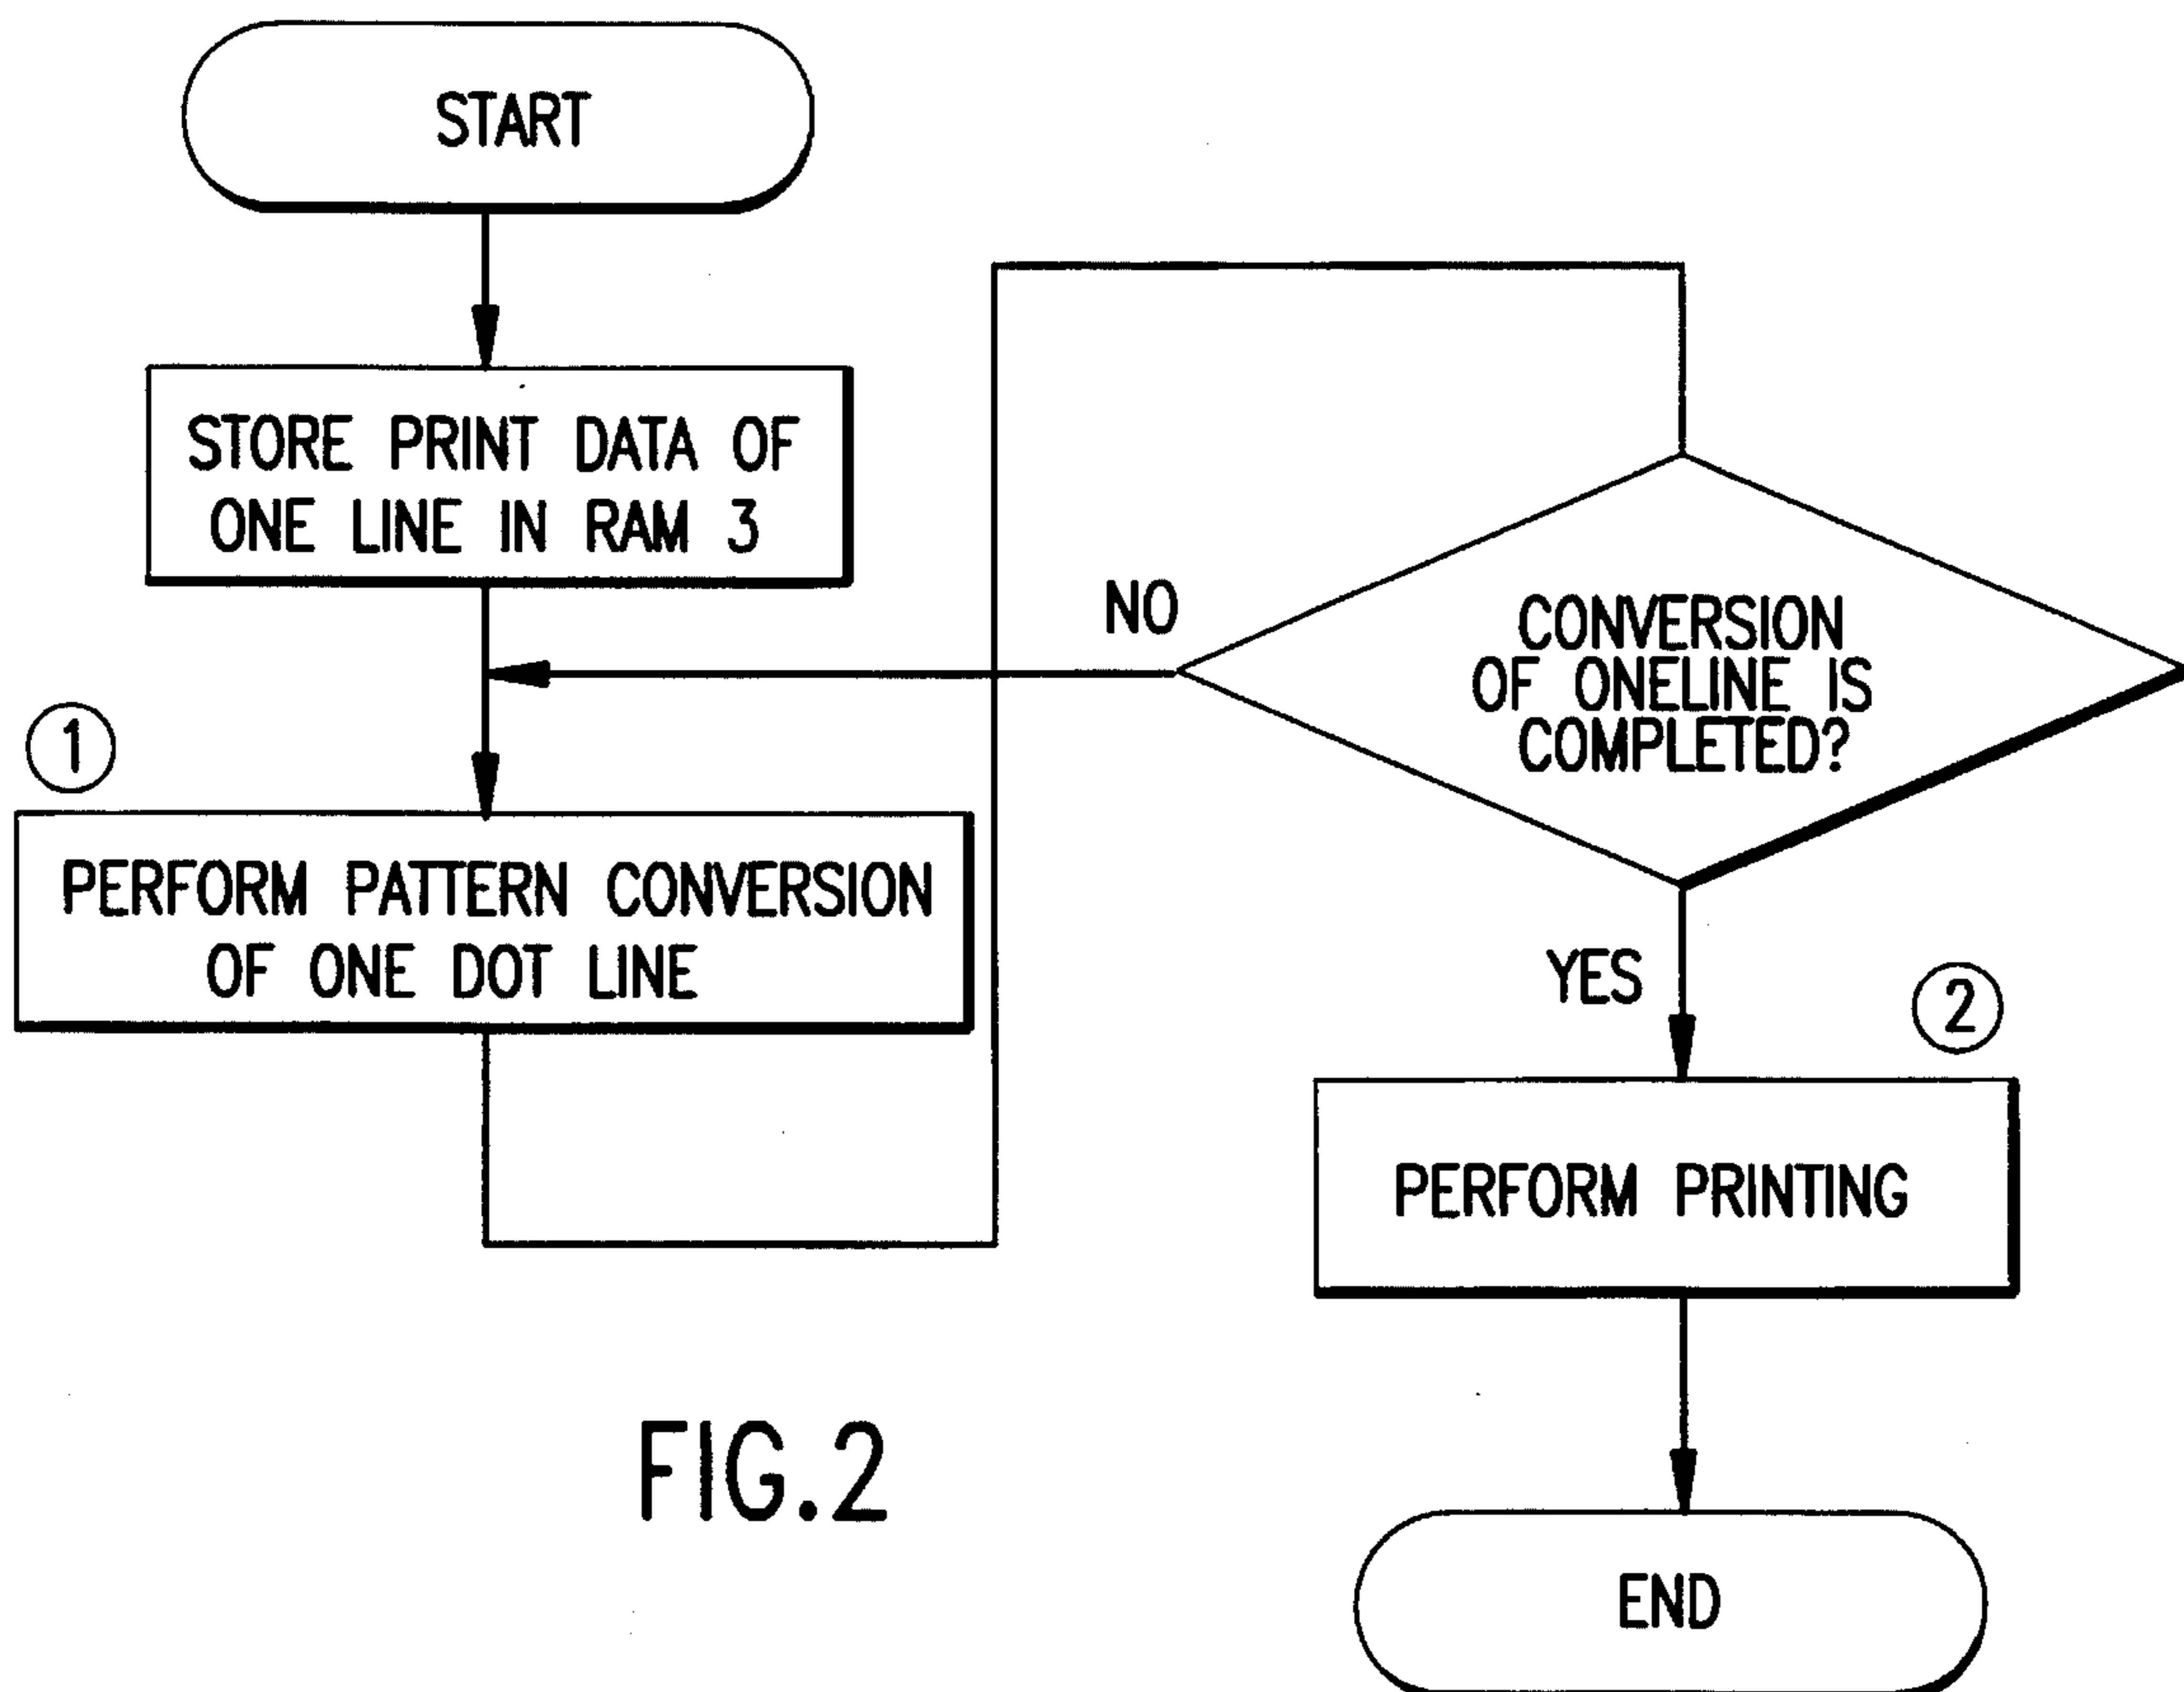 START
STORE PRINT DATA OF
ONE LINE IN RAM 3
1
PERFORM PATTERN CONVERSION
OF ONE DOT LINE
NO
CONVERSION
OF ONELINE IS
COMPLETED?
YES
2
PERFORM PRINTING
END
FIG.2